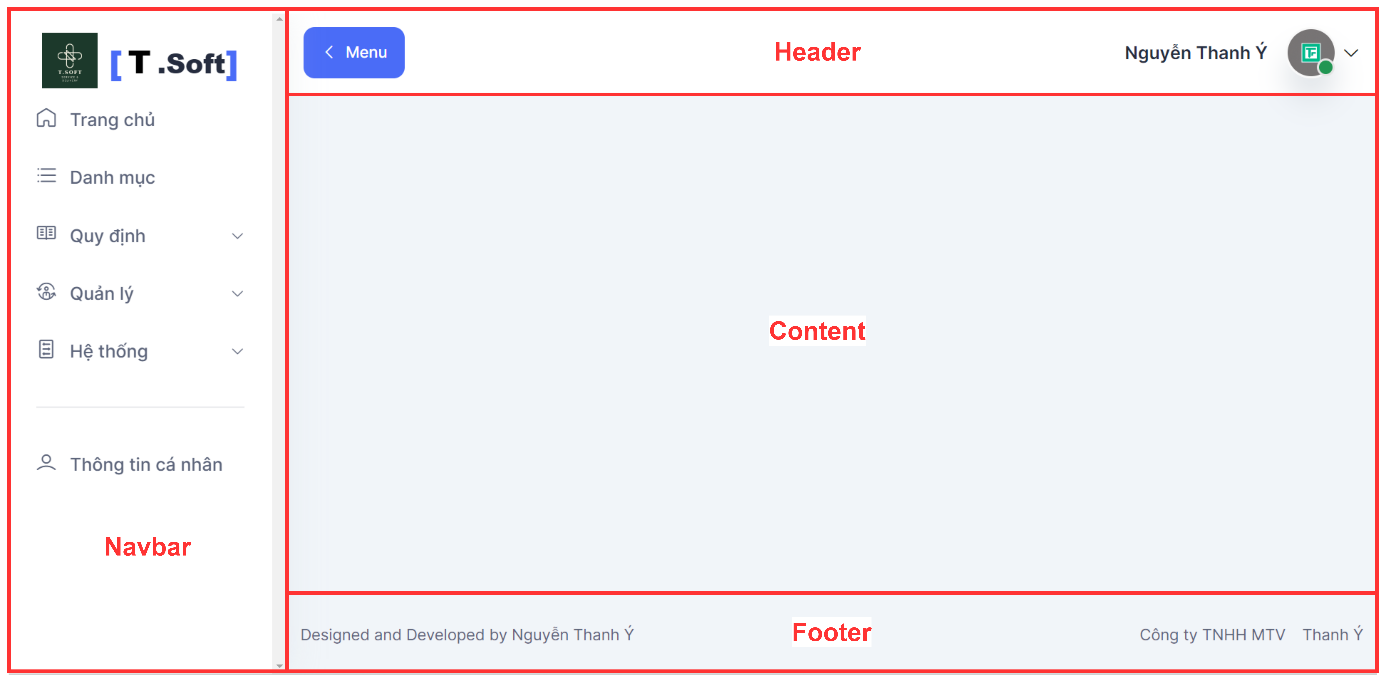 T.SOFT
[ T .Soft]
Trang chủ
Danh mục
Quy định
Quản lý
Hệ thống
Thông tin cá nhân
Navbar
Menu
Header
Nguyễn Thanh Ý
Content
Designed and Developed by Nguyễn Thanh Ý
Footer
Công ty TNHH MTV Thanh Ý